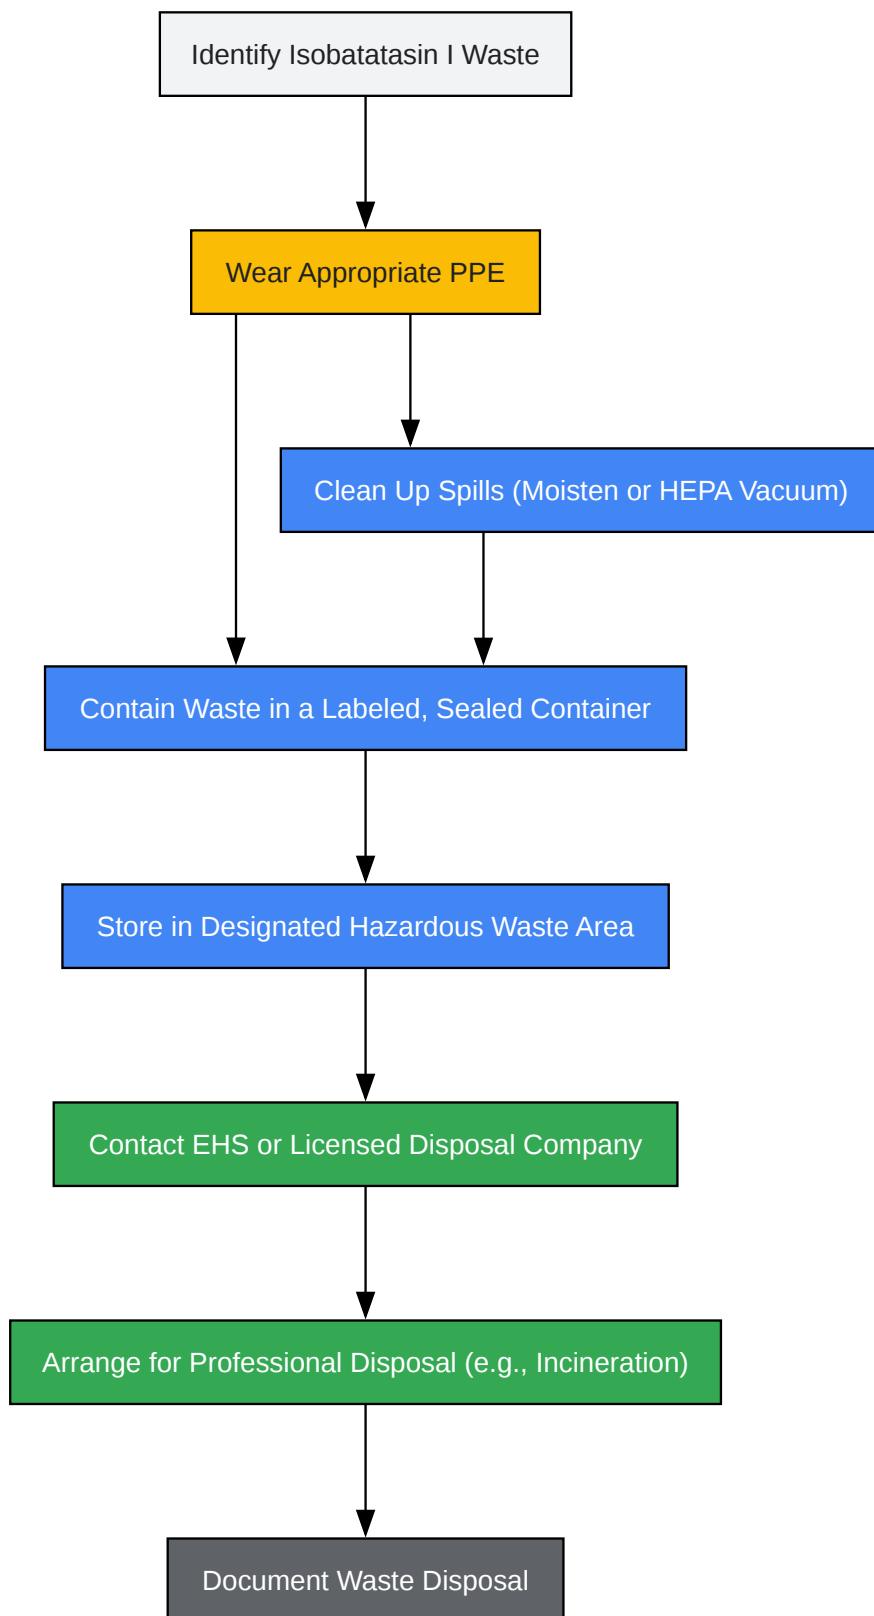 Identify Isobatatasin I Waste
Wear Appropriate PPE
Clean Up Spills (Moisten or HEPA Vacuum)
Contain Waste in a Labeled, Sealed Container
Store in Designated Hazardous Waste Area
Contact EHS or Licensed Disposal Company
Arrange for Professional Disposal (e.g., Incineration)
Document Waste Disposal